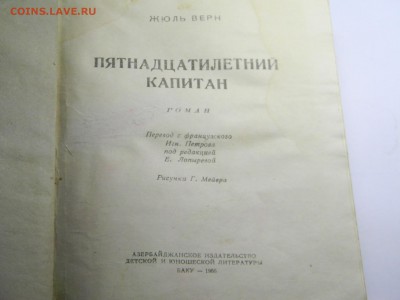 COINS.LAVE.RU
ЖЮЛЬ ВЕРН
ПЯТНАДЦАТИЛЕТНИЙ
КАПИТАН
РОМАН
Перевод с французского
Игн. Петрова
под редакцией
Е. Лопыревой
Рисунки Г. Мейера
АЗЕРБАЙДЖАНСКОЕ ИЗДАТЕЛЬСТВО
ДЕТСКОЙ И ЮНОШЕСКОЙ ЛИТЕРАТУРЫ
БАКУ —